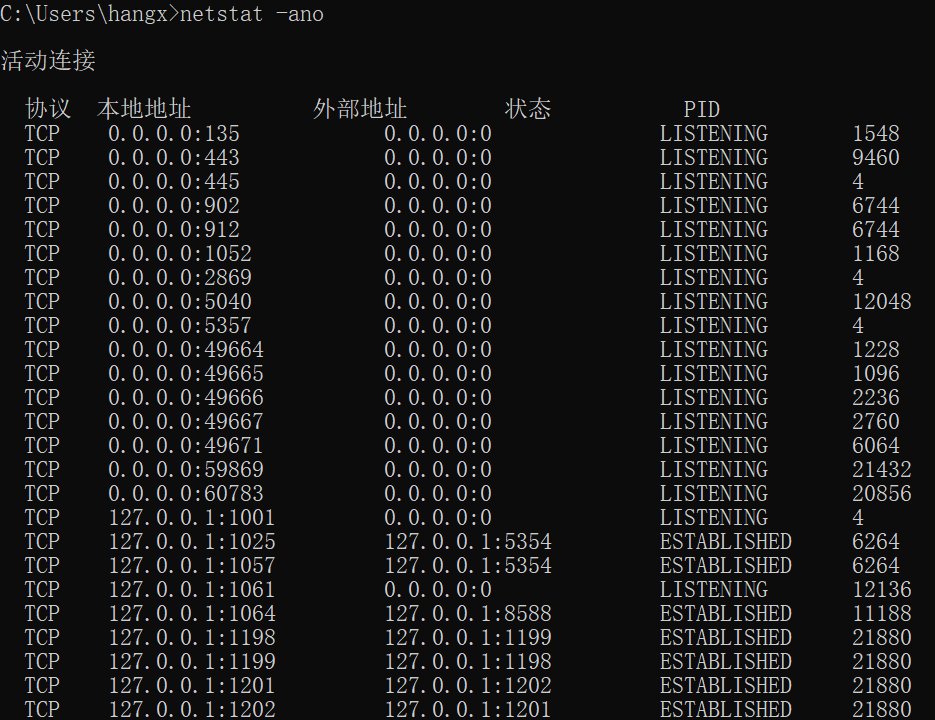 C:\Users\hangx>netstat -ano
活动连接
协议 本地地址 外部地址 状态 PID
TCP 0.0.0.0:135 0.0.0.0:0 LISTENING 1548
TCP 0.0.0.0:443 0.0.0.0:0 LISTENING 9460
TCP 0.0.0.0:445 0.0.0.0:0 LISTENING 4
TCP 0.0.0.0:902 0.0.0.0:0 LISTENING 6744
TCP 0.0.0.0:912 0.0.0.0:0 LISTENING 6744
TCP 0.0.0.0:1052 0.0.0.0:0 LISTENING 1168
TCP 0.0.0.0:2869 0.0.0.0:0 LISTENING 4
TCP 0.0.0.0:5040 0.0.0.0:0 LISTENING 12048
TCP 0.0.0.0:5357 0.0.0.0:0 LISTENING 4
TCP 0.0.0.0:49664 0.0.0.0:0 LISTENING 1228
TCP 0.0.0.0:49665 0.0.0.0:0 LISTENING 1096
TCP 0.0.0.0:49666 0.0.0.0:0 LISTENING 2236
TCP 0.0.0.0:49667 0.0.0.0:0 LISTENING 2760
TCP 0.0.0.0:49671 0.0.0.0:0 LISTENING 6064
TCP 0.0.0.0:59869 0.0.0.0:0 LISTENING 21432
TCP 0.0.0.0:60783 0.0.0.0:0 LISTENING 20856
TCP 127.0.0.1:1001 0.0.0.0:0 LISTENING 4
TCP 127.0.0.1:1025 127.0.0.1:5354 ESTABLISHED 6264
TCP 127.0.0.1:1057 127.0.0.1:5354 ESTABLISHED 6264
TCP 127.0.0.1:1061 0.0.0.0:0 LISTENING 12136
TCP 127.0.0.1:1064 127.0.0.1:8588 ESTABLISHED 11188
TCP 127.0.0.1:1198 127.0.0.1:1199 ESTABLISHED 21880
TCP 127.0.0.1:1199 127.0.0.1:1198 ESTABLISHED 21880
TCP 127.0.0.1:1201 127.0.0.1:1202 ESTABLISHED 21880
TCP 127.0.0.1:1202 127.0.0.1:1201 ESTABLISHED 21880